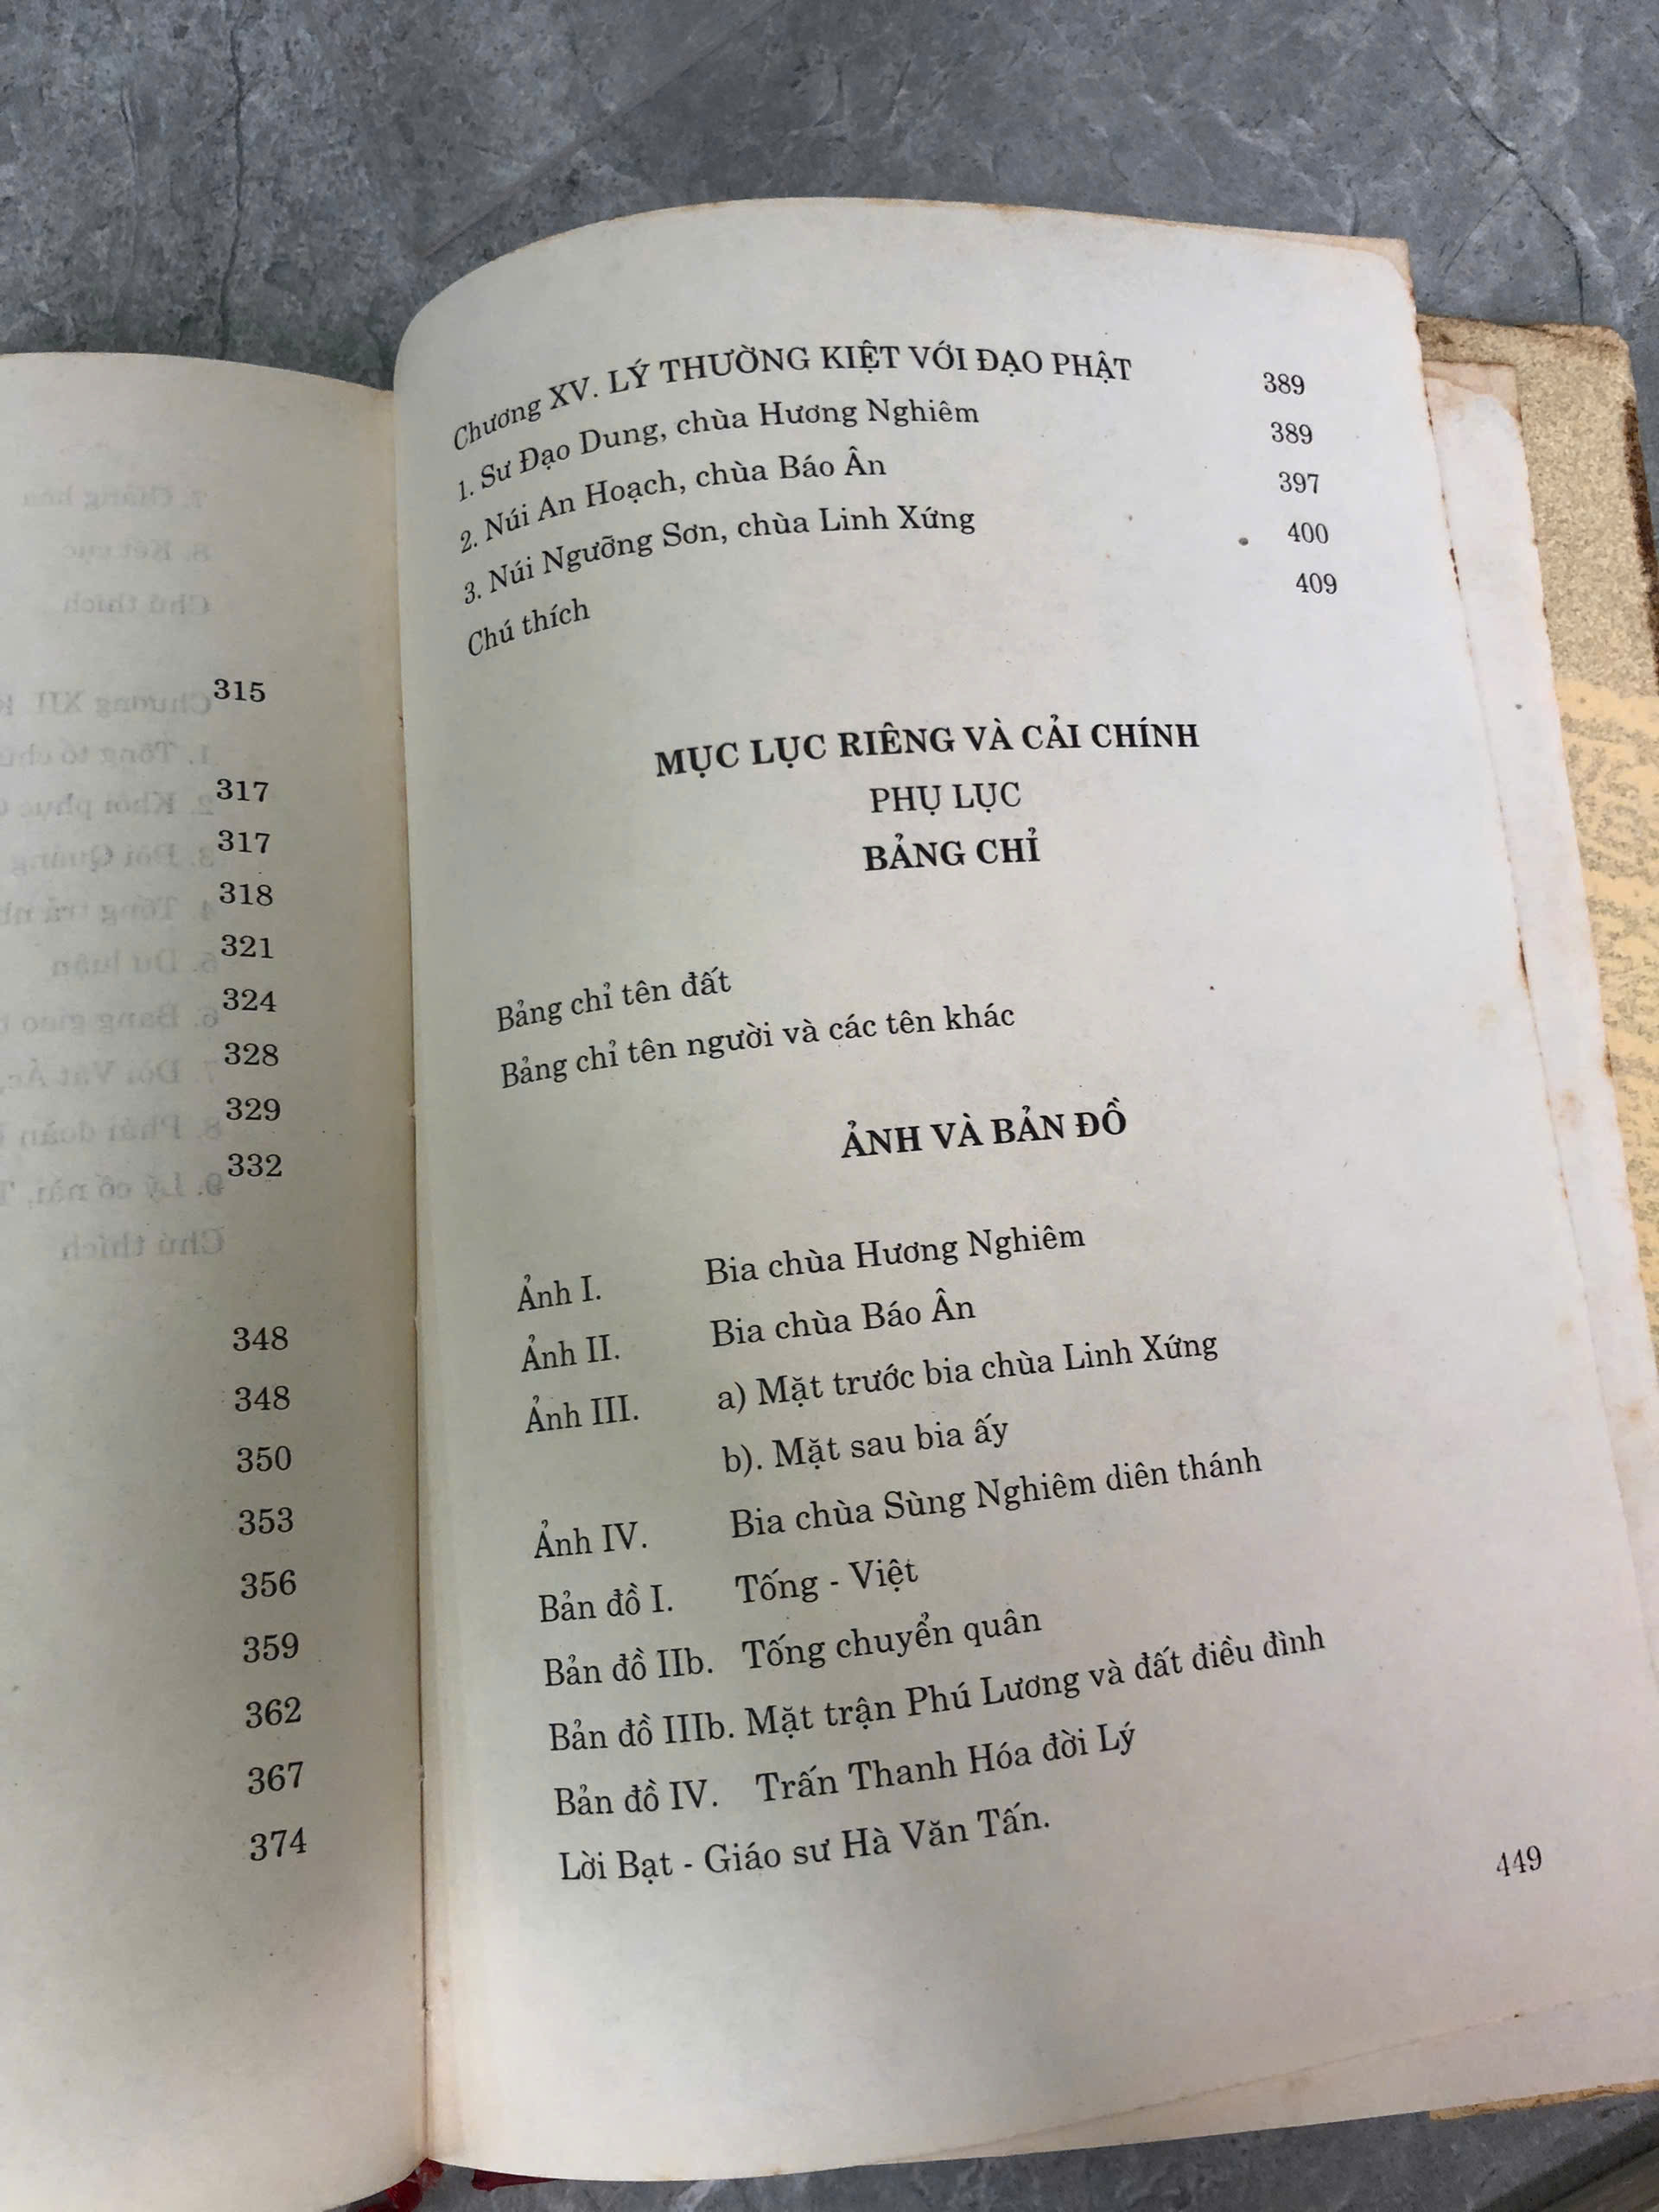 315
317
317
318
321
324
328
329
332
348
348
350
353
356
359
362
367
374
Chương XV. LÝ THƯỜNG KIỆT VỚI ĐẠO PHẬT 389
1. Sư Đạo Dung, chùa Hương Nghiêm 389
2. Núi An Hoạch, chùa Báo Ân 397
3. Núi Ngưỡng Sơn, chùa Linh Xứng 400
Chú thích 409
MỤC LỤC RIÊNG VÀ CẢI CHÍNH
PHỤ LỤC
BẢNG CHỈ
Bảng chỉ tên đất
Bảng chỉ tên người và các tên khác
ẢNH VÀ BẢN ĐỒ
Ảnh I. Bia chùa Hương Nghiêm
Ảnh II. Bia chùa Báo Ân
Ảnh III. a) Mặt trước bia chùa Linh Xứng
b). Mặt sau bia ấy
Ảnh IV. Bia chùa Sùng Nghiêm diên thánh
Bản đồ I. Tống - Việt
Bản đồ IIb. Tống chuyển quân
Bản đồ IIIb. Mặt trận Phú Lương và đất điều đình
Bản đồ IV. Trấn Thanh Hóa đời Lý
Lời Bạt - Giáo sư Hà Văn Tấn.
449